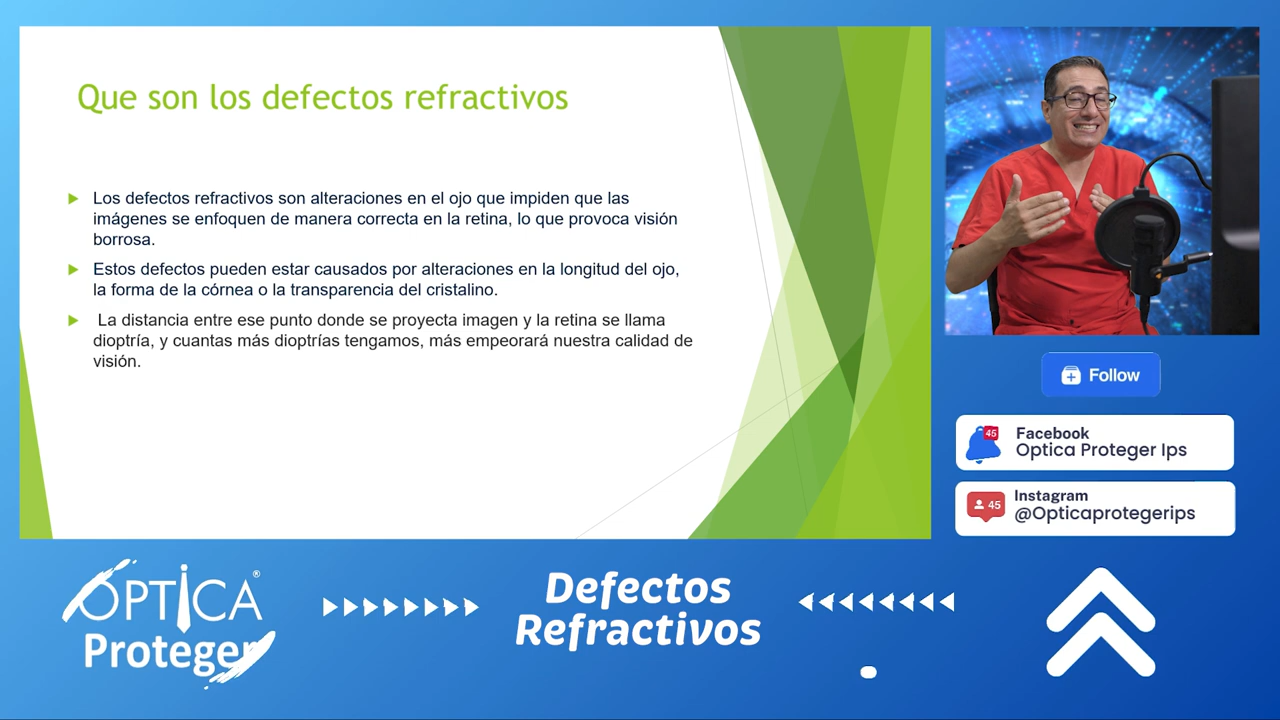 Que son los defectos refractivos
Los defectos refractivos son alteraciones en el ojo que impiden que las
imágenes se enfoquen de manera correcta en la retina, lo que provoca visión
borrosa.
Estos defectos pueden estar causados por alteraciones en la longitud del ojo,
la forma de la córnea o la transparencia del cristalino.
La distancia entre ese punto donde se proyecta imagen y la retina se llama
dioptría, y cuantas más dioptrías tengamos, más empeorará nuestra calidad de
visión.
Follow
45
Facebook
Optica Proteger Ips
45
Instagram
@Opticaprotegerips
ÓPTICA®
Proteger
Defectos
Refractivos